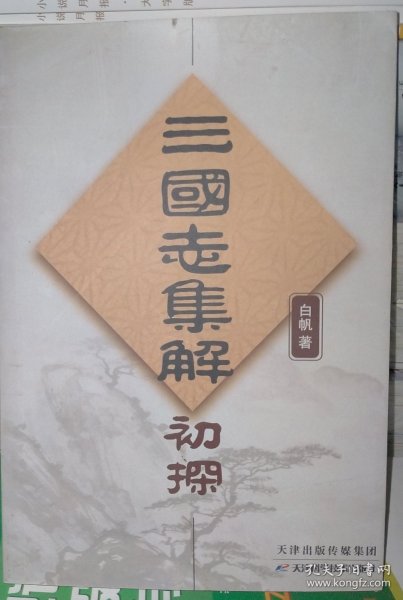 三國志集解
初探
白帆 著
天津出版传媒集团
孔夫子旧书网
www.kongfz.com